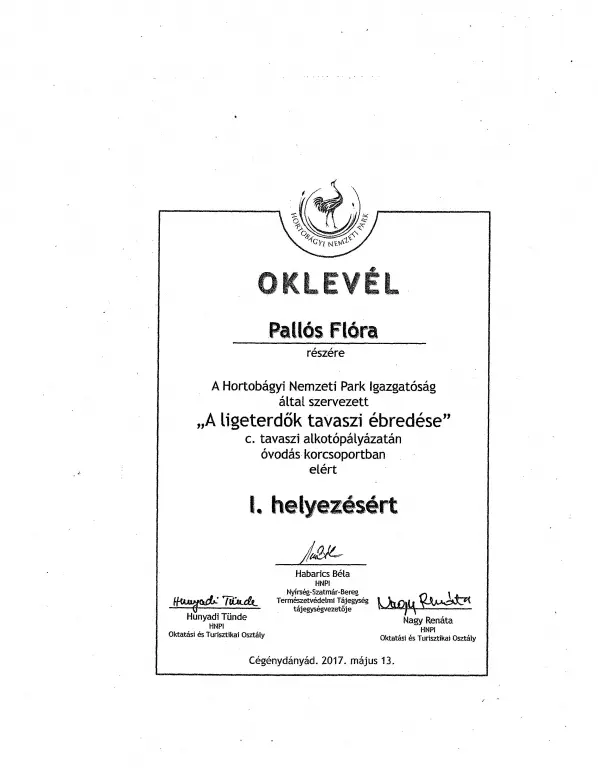 HORTOBÁGYI NEMZETI PARK
OKLEVÉL
Pallós Flóra
részére
A Hortobágyi Nemzeti Park Igazgatóság
által szervezett
„A ligeterdők tavaszi ébredése”
c. tavaszi alkotópályázatán
óvodás korcsoportban
elért
I. helyezésért
Habarics Béla
HNPI
Nyírség-Szatmár-Bereg
Természetvédelmi Tájegység
tájegységvezetője
Hunyadi Tünde
Hunyadi Tünde
HNPI
Oktatási és Turisztikai Osztály
Nagy Renáta
Nagy Renáta
HNPI
Oktatási és Turisztikai Osztály
Cégénydányád. 2017. május 13.